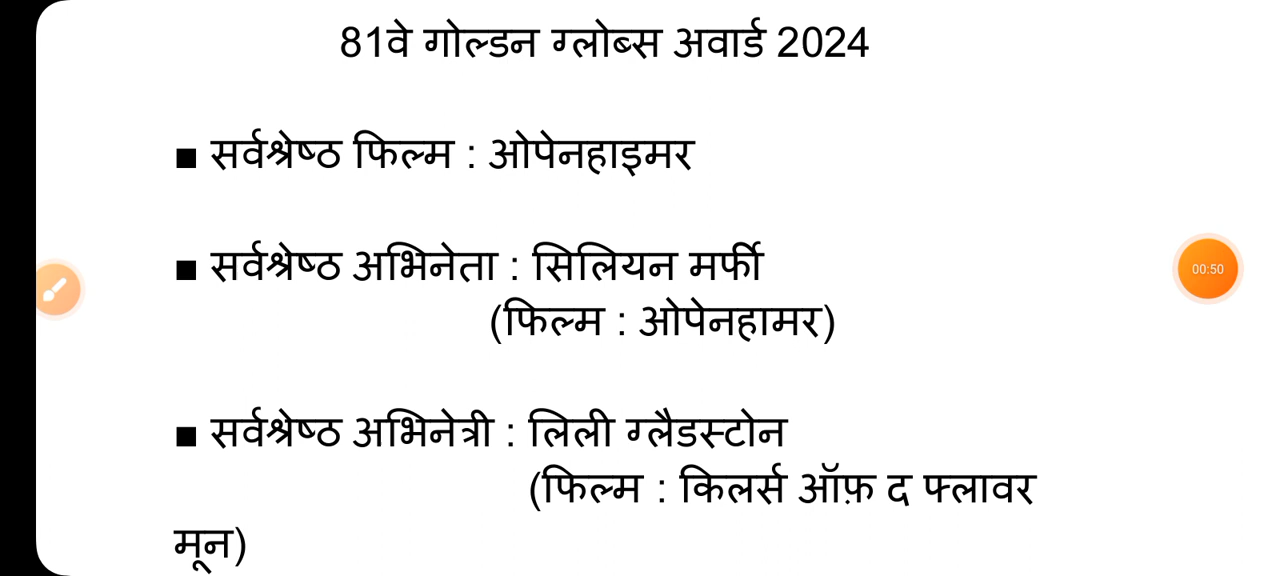 81वे गोल्डन ग्लोब्स अवार्ड 2024
■ सर्वश्रेष्ठ फिल्म : ओपेनहाइमर
■ सर्वश्रेष्ठ अभिनेता : सिलियन मर्फी
(फिल्म : ओपेनहामर)
00:50
■ सर्वश्रेष्ठ अभिनेत्री : लिली ग्लैडस्टोन
(फिल्म : किलर्स ऑफ़ द फ्लावर
मून)